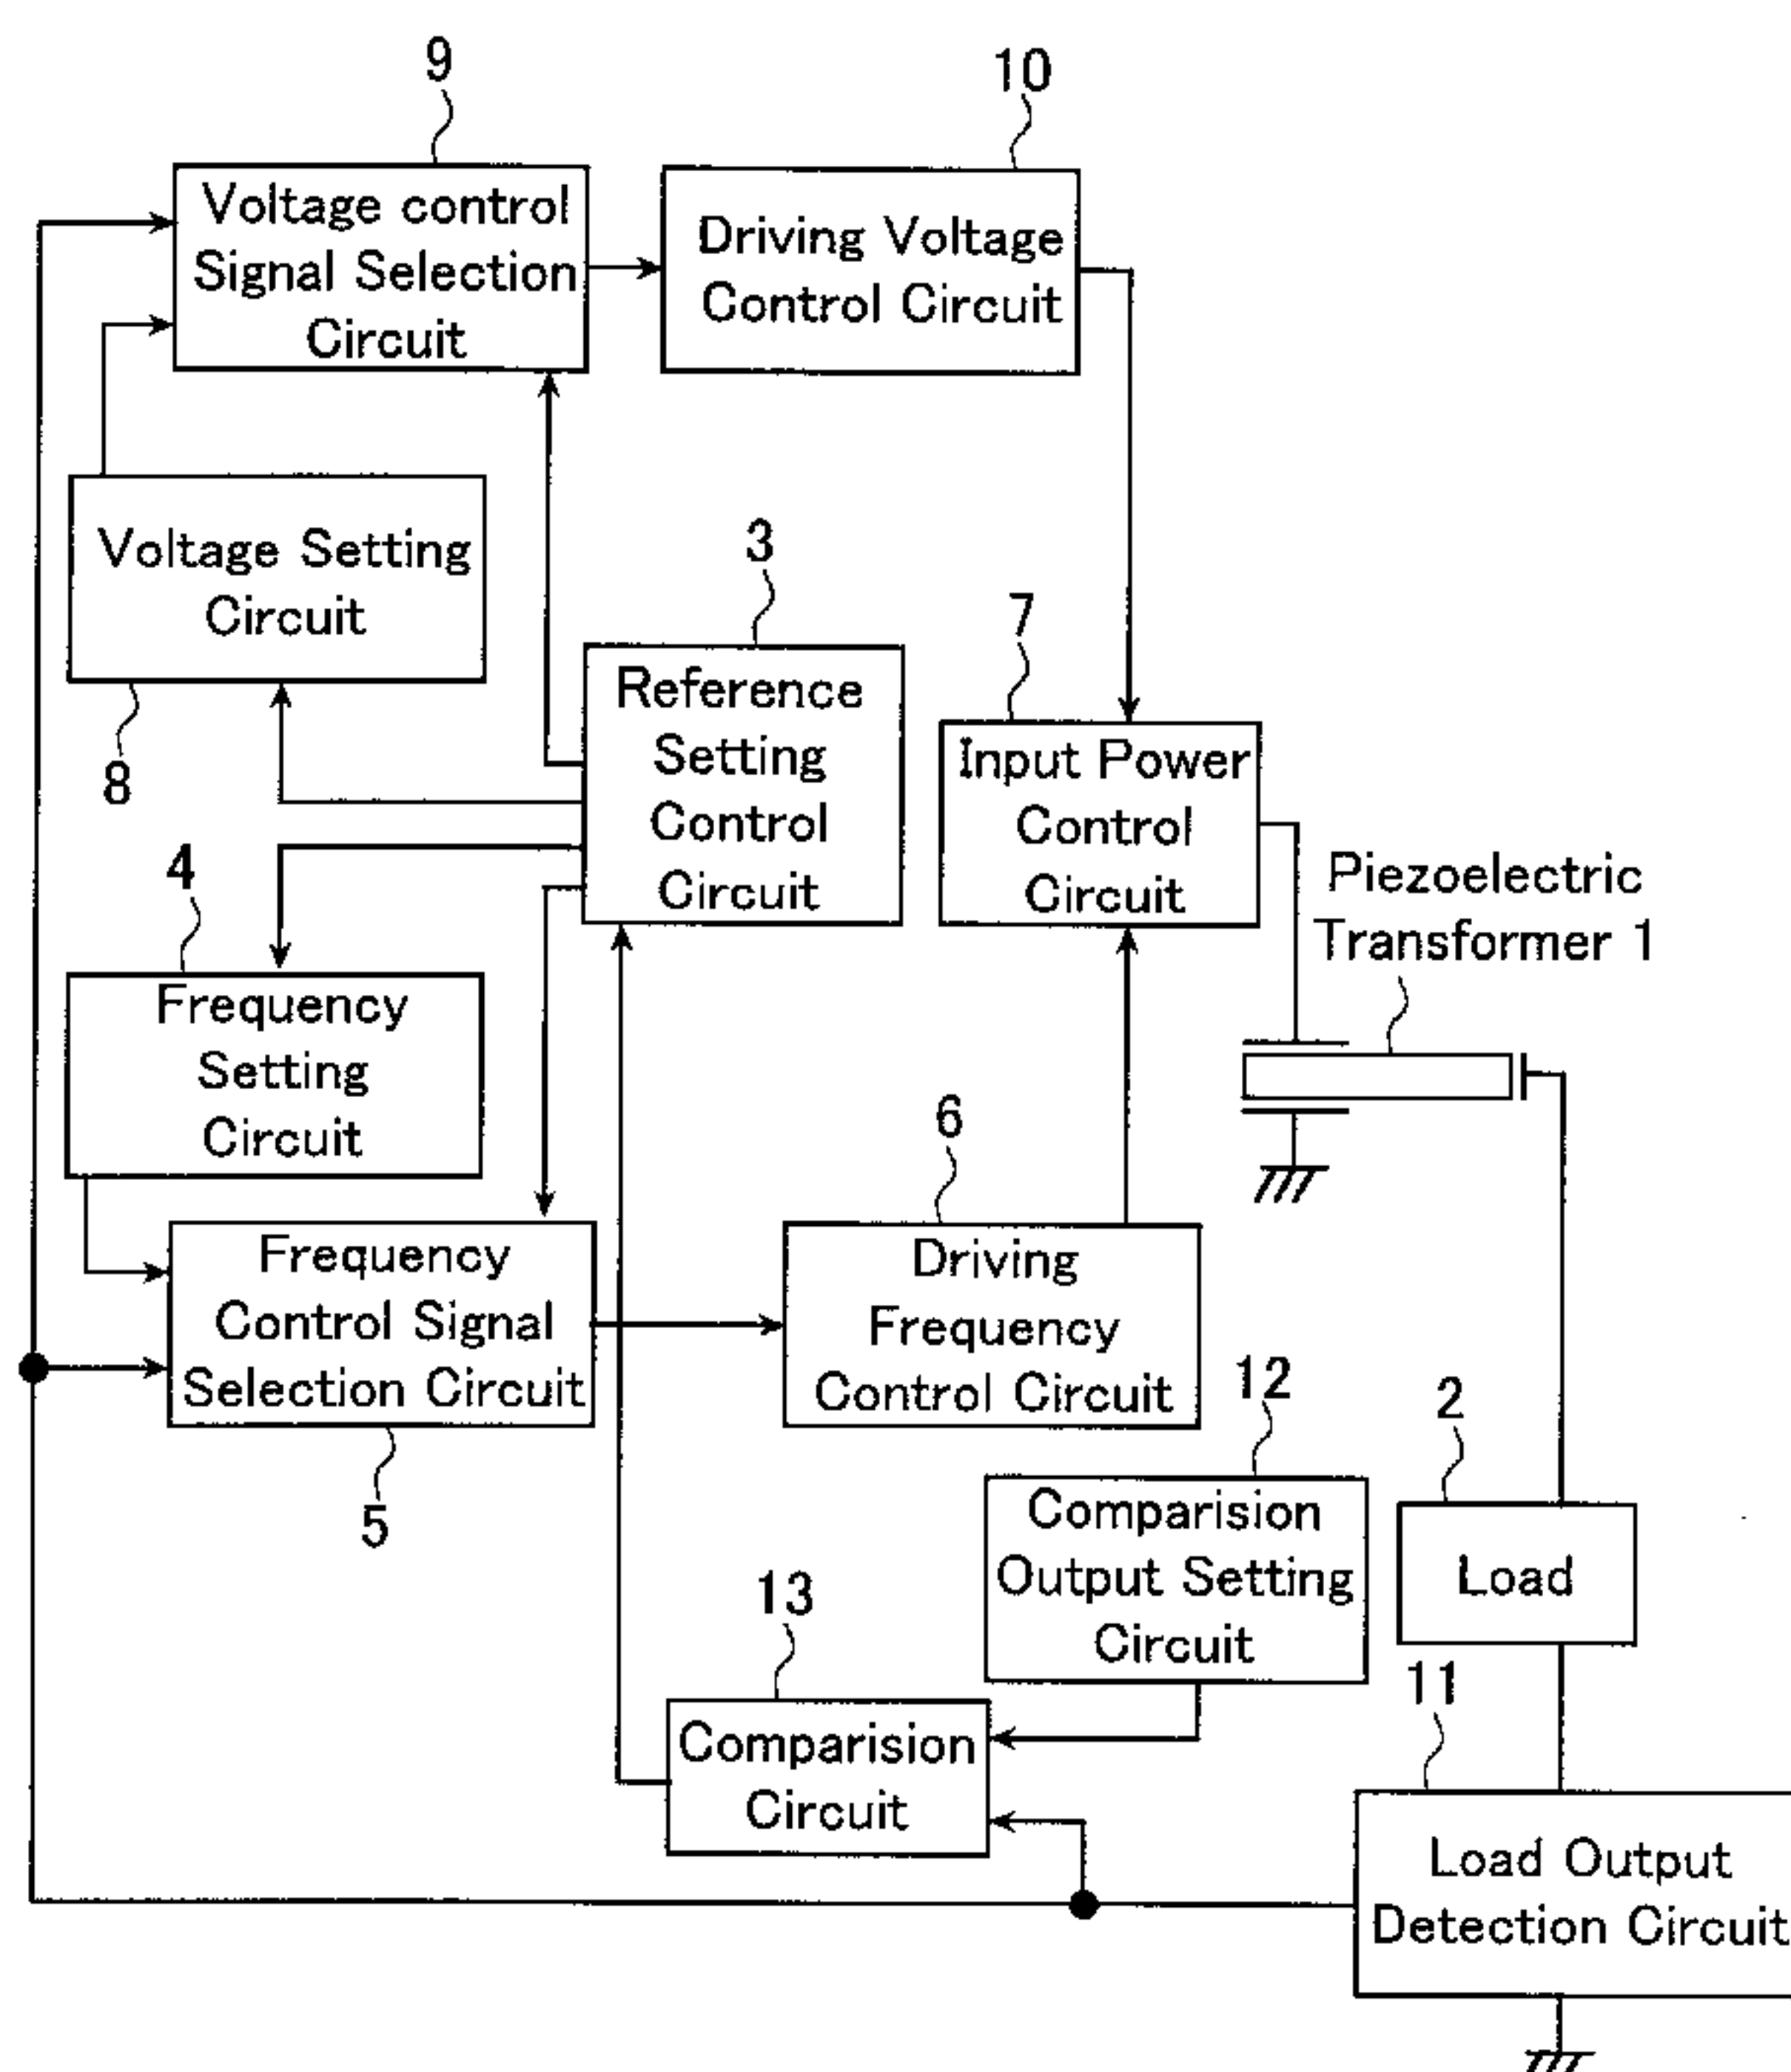 9
10
Voltage control
Signal Selection
Circuit
Driving Voltage
Control Circuit
Voltage Setting
Circuit
8
3
Reference
Setting
Control
Circuit
7
Input Power
Control
Circuit
Piezoelectric
Transformer 1
4
Frequency
Setting
Circuit
Frequency
Control Signal
Selection Circuit
5
6
Driving
Frequency
Control Circuit
12
Comparision
Output Setting
Circuit
2
Load
13
Comparision
Circuit
11
Load Output
Detection Circuit